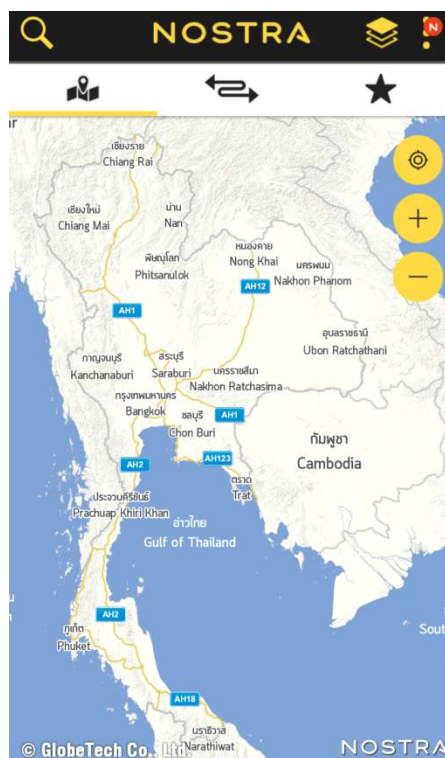 NOSTRA
N
เชียงราย
Chiang Rai
เชียงใหม่
Chiang Mai
น่าน
Nan
พิษณุโลก
Phitsanulok
หนองคาย
Nong Khai
นครพนม
Nakhon Phanom
AH12
AH1
อุบลราชธานี
Ubon Ratchathani
กาญจนบุรี
Kanchanaburi
สระบุรี
Saraburi
นครราชสีมา
Nakhon Ratchasima
กรุงเทพมหานคร
Bangkok
ชลบุรี
Chon Buri
AH1
กัมพูชา
Cambodia
AH2
AH123
ตราด
Trat
ประจวบคีรีขันธ์
Prachuap Khiri Khan
อ่าวไทย
Gulf of Thailand
AH2
ภูเก็ต
Phuket
Sout
AH18
นราธิวาส
Narathiwat
© GlobeTech Co., Ltd.
NOSTRA